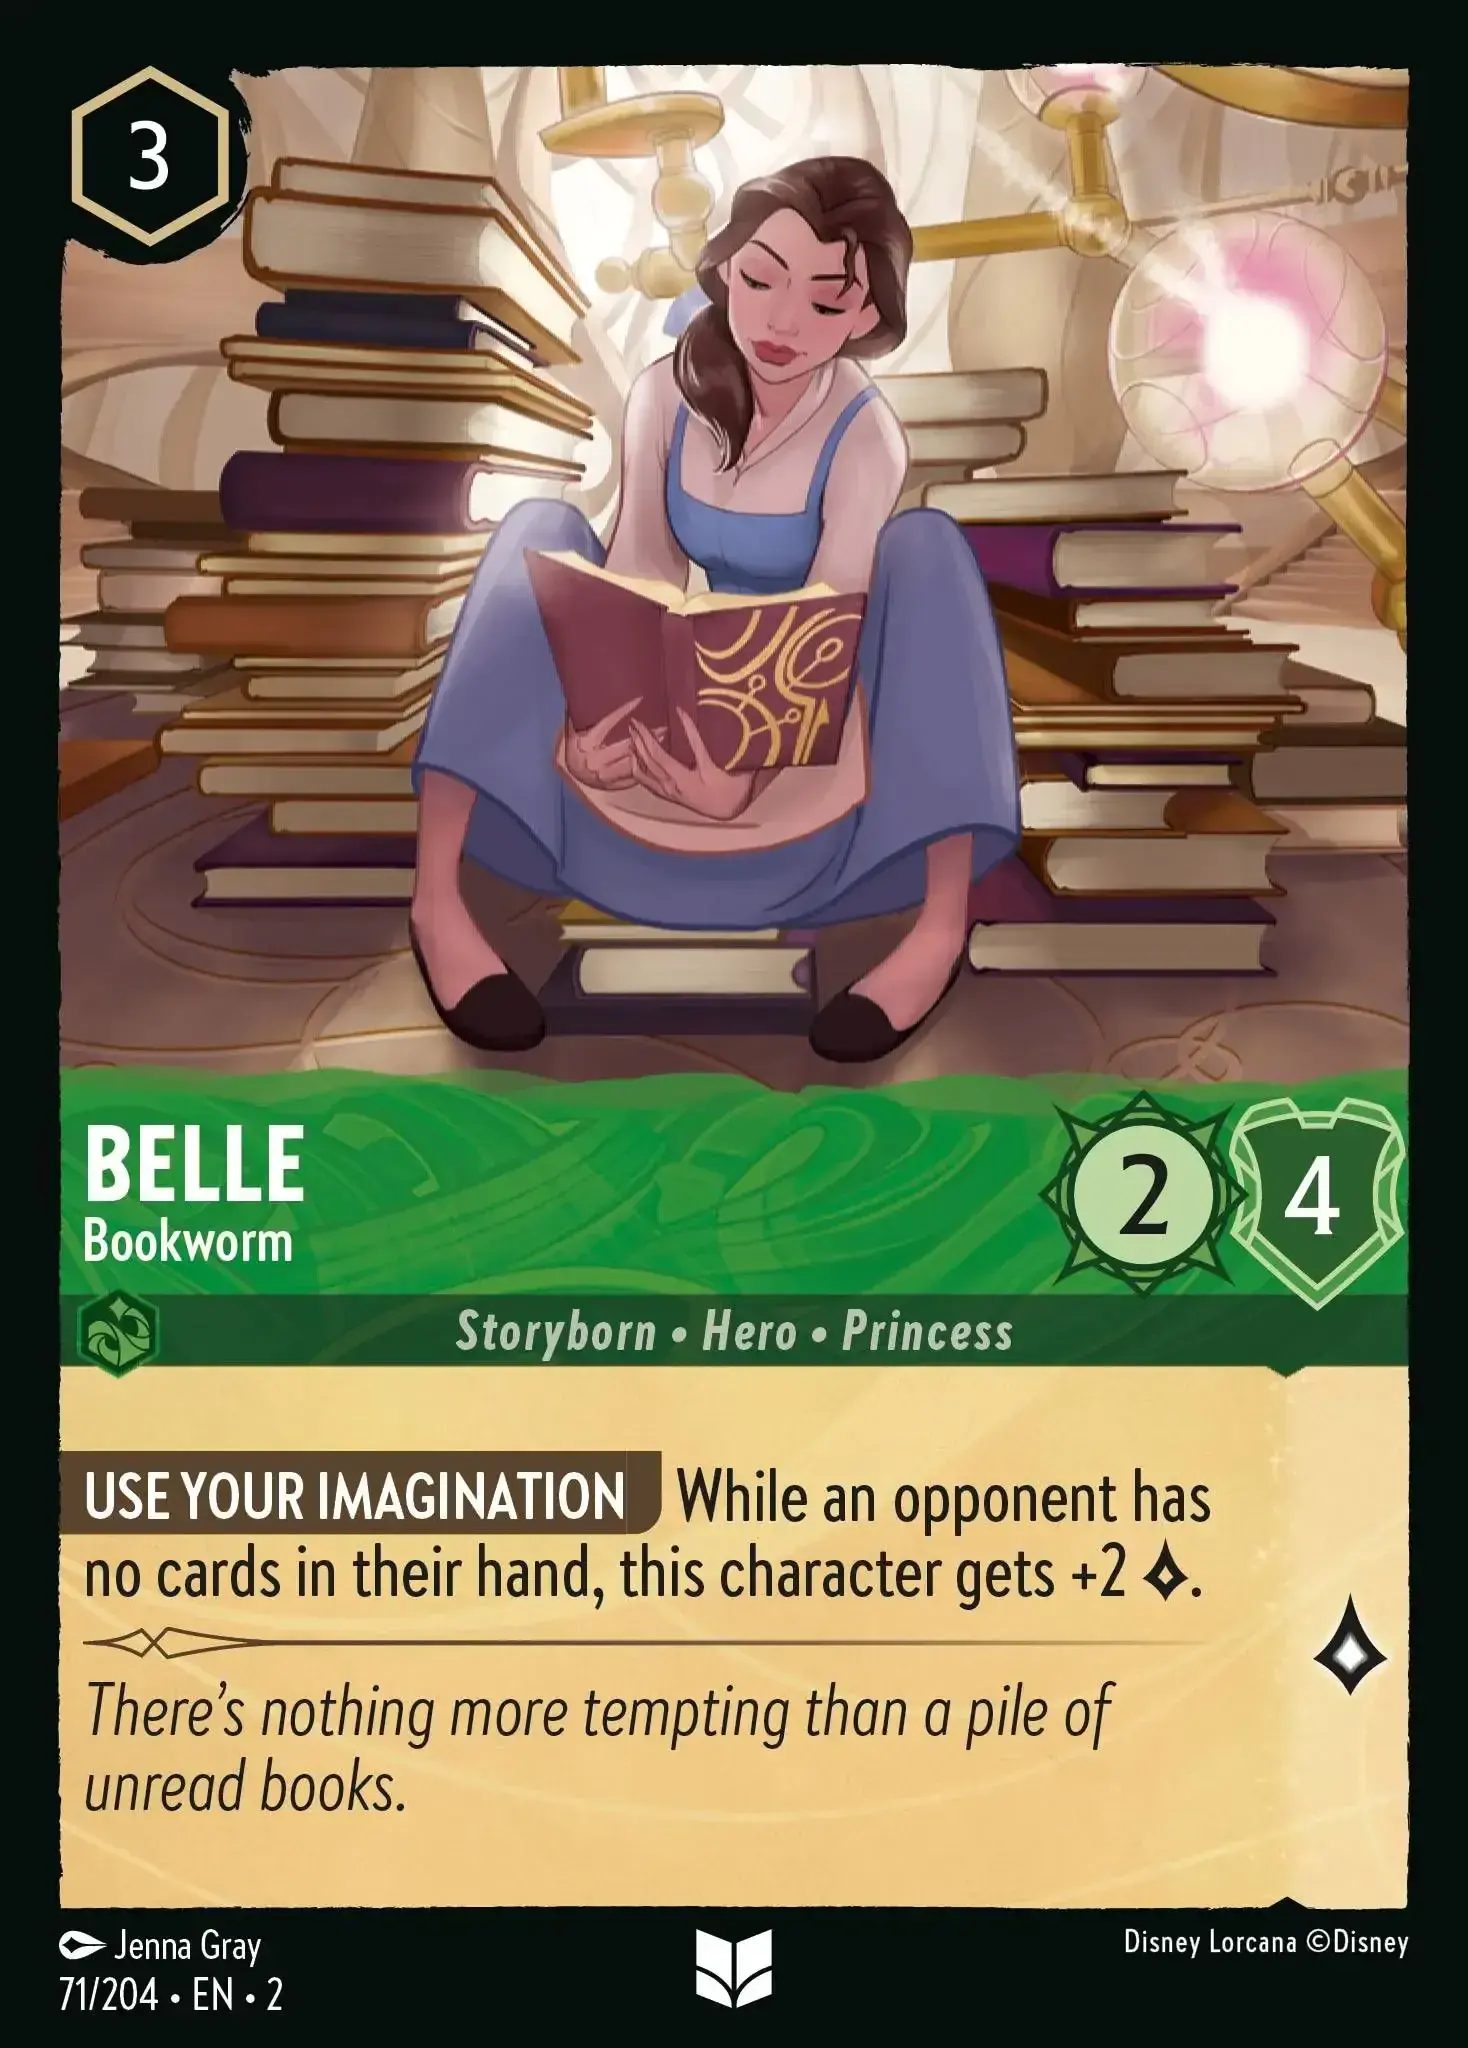 3
BELLE
Bookworm
2
4
Storyborn • Hero • Princess
USE YOUR IMAGINATION While an opponent has
no cards in their hand, this character gets +2 .
There's nothing more tempting than a pile of
unread books.
Jenna Gray
71/204 • EN • 2
Disney Lorcana ©Disney